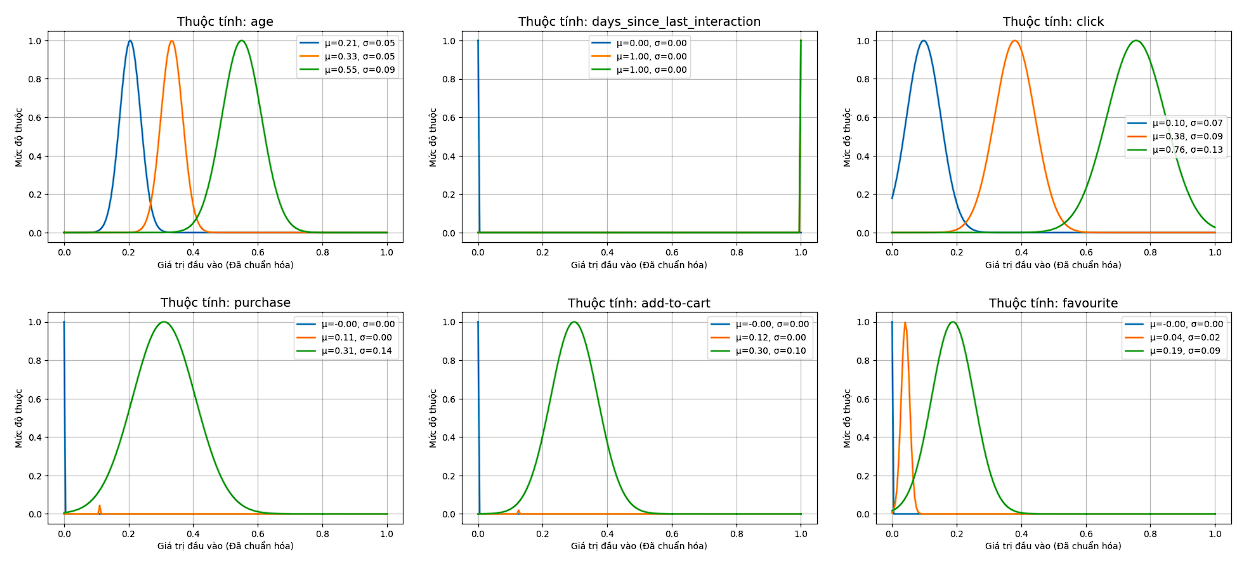 Thuộc tính: age
1.0
0.8
0.6
0.4
0.2
0.0
Mức độ thuộc
μ=0.21, σ=0.05
μ=0.33, σ=0.05
μ=0.55, σ=0.09
0.0 0.2 0.4 0.6 0.8 1.0
Giá trị đầu vào (Đã chuẩn hóa)
Thuộc tính: days_since_last_interaction
1.0
0.8
0.6
0.4
0.2
0.0
Mức độ thuộc
μ=0.00, σ=0.00
μ=1.00, σ=0.00
μ=1.00, σ=0.00
0.0 0.2 0.4 0.6 0.8 1.0
Giá trị đầu vào (Đã chuẩn hóa)
Thuộc tính: click
1.0
0.8
0.6
0.4
0.2
0.0
Mức độ thuộc
μ=0.10, σ=0.07
μ=0.38, σ=0.09
μ=0.76, σ=0.13
0.0 0.2 0.4 0.6 0.8 1.0
Giá trị đầu vào (Đã chuẩn hóa)
Thuộc tính: purchase
1.0
0.8
0.6
0.4
0.2
0.0
Mức độ thuộc
μ=-0.00, σ=0.00
μ=0.11, σ=0.00
μ=0.31, σ=0.14
0.0 0.2 0.4 0.6 0.8 1.0
Giá trị đầu vào (Đã chuẩn hóa)
Thuộc tính: add-to-cart
1.0
0.8
0.6
0.4
0.2
0.0
Mức độ thuộc
μ=-0.00, σ=0.00
μ=0.12, σ=0.00
μ=0.30, σ=0.10
0.0 0.2 0.4 0.6 0.8 1.0
Giá trị đầu vào (Đã chuẩn hóa)
Thuộc tính: favourite
1.0
0.8
0.6
0.4
0.2
0.0
Mức độ thuộc
μ=-0.00, σ=0.00
μ=0.04, σ=0.02
μ=0.19, σ=0.09
0.0 0.2 0.4 0.6 0.8 1.0
Giá trị đầu vào (Đã chuẩn hóa)